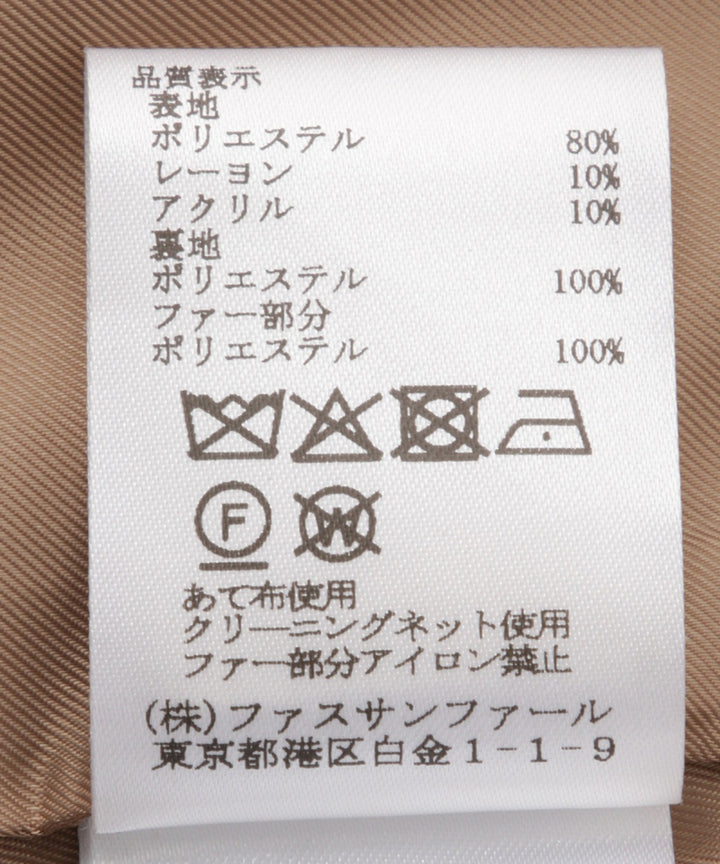 品質表示
表地
ポリエステル 80%
レーヨン 10%
アクリル 10%
裏地
ポリエステル 100%
ファー部分
ポリエステル 100%
F W
あて布使用
クリーニングネット使用
ファー部分アイロン禁止
(株)ファスサンファール
東京都港区白金1-1-9